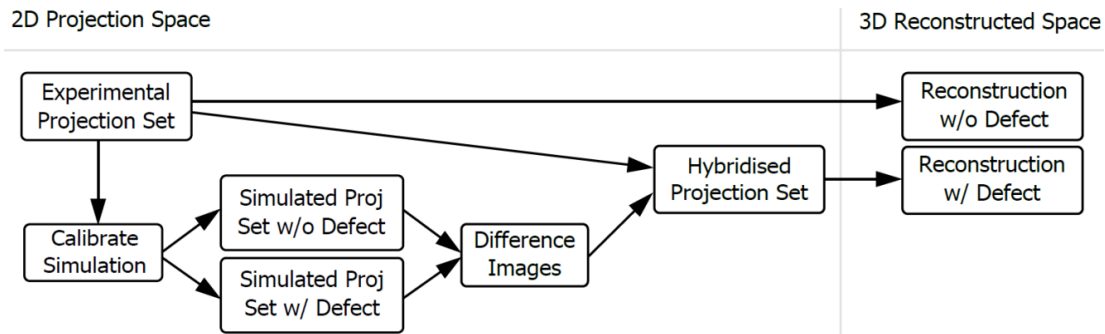 2D Projection Space
3D Reconstructed Space
Experimental
Projection Set
Reconstruction
w/o Defect
Hybridised
Projection Set
Reconstruction
w/ Defect
Simulated Proj
Set w/o Defect
Calibrate
Simulation
Difference
Images
Simulated Proj
Set w/ Defect